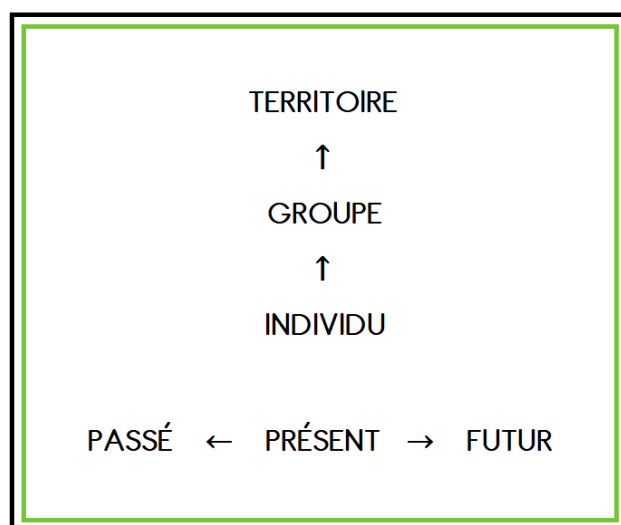 TERRITOIRE
↑
GROUPE
↑
INDIVIDU
PASSÉ ← PRÉSENT → FUTUR